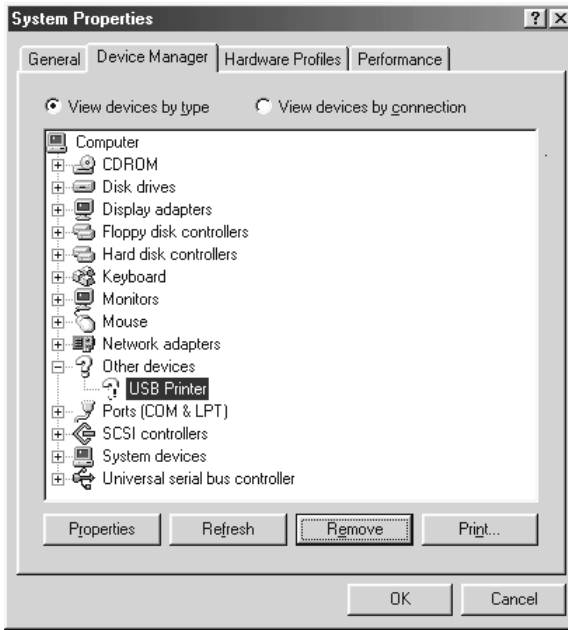 System Properties
General Device Manager Hardware Profiles Performance
View devices by type View devices by connection
Computer
CDROM
Disk drives
Display adapters
Floppy disk controllers
Hard disk controllers
Keyboard
Monitors
Mouse
Network adapters
Other devices
USB Printer
Ports (COM & LPT)
SCSI controllers
System devices
Universal serial bus controller
Properties Refresh Remove Print...
OK Cancel